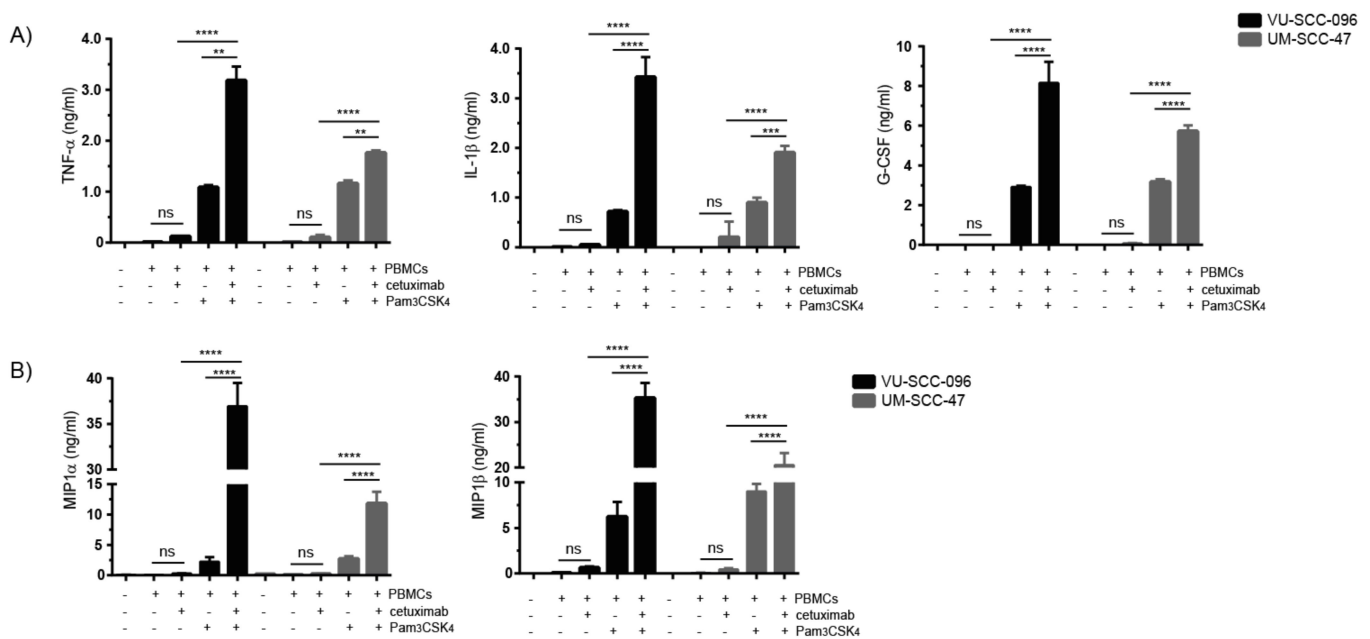 A)
VU-SCC-096
UM-SCC-47
TNF-α (ng/ml)
4.0
3.0
2.0
1.0
0
ns
****
**
ns
****
**
- + + + + - + + + + PBMCs
- - + - + - - + - + cetuximab
- - - + + - - - + + Pam3CSK4
IL-1β (ng/ml)
4.0
3.0
2.0
1.0
0
ns
****
****
ns
****
***
- + + + + - + + + + PBMCs
- - + - + - - + - + cetuximab
- - - + + - - - + + Pam3CSK4
G-CSF (ng/ml)
10
8
6
4
2
0
ns
****
****
ns
****
****
- + + + + - + + + + PBMCs
- - + - + - - + - + cetuximab
- - - + + - - - + + Pam3CSK4
B)
VU-SCC-096
UM-SCC-47
MIP1α (ng/ml)
40
35
30
15
10
5
0
ns
****
****
ns
****
****
- + + + + - + + + + PBMCs
- - + - + - - + - + cetuximab
- - - + + - - - + + Pam3CSK4
MIP1β (ng/ml)
40
30
20
10
5
0
ns
****
****
ns
****
****
- + + + + - + + + + PBMCs
- - + - + - - + - + cetuximab
- - - + + - - - + + Pam3CSK4